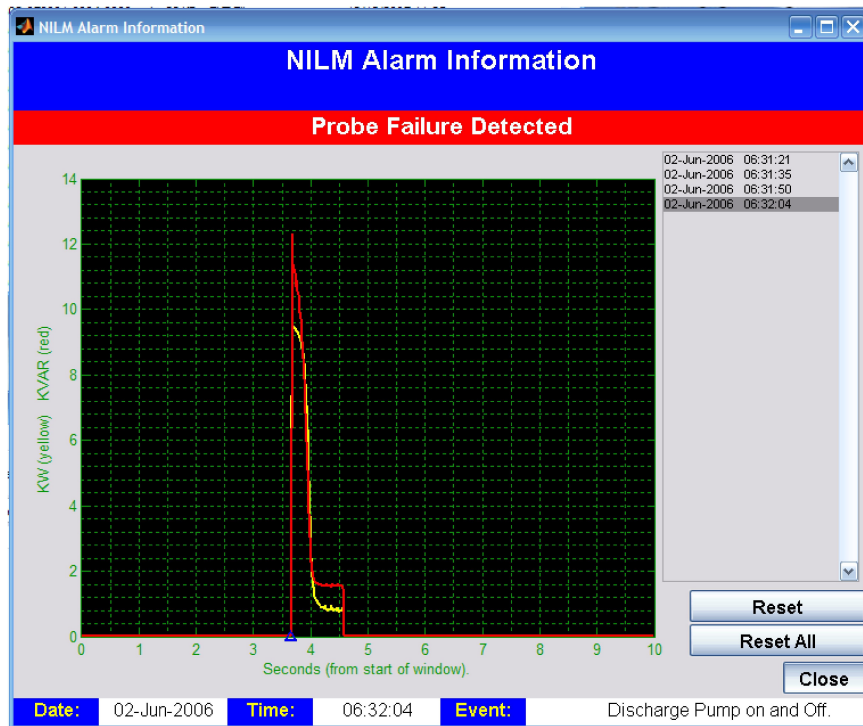 NILM Alarm Information
NILM Alarm Information
Probe Failure Detected
02-Jun-2006 06:31:21
02-Jun-2006 06:31:35
02-Jun-2006 06:31:50
02-Jun-2006 06:32:04
14
12
10
8
6
4
2
0
KW (yellow) KVAR (red)
0 1 2 3 4 5 6 7 8 9 10
Seconds (from start of window).
Reset
Reset All
Close
Date: 02-Jun-2006 Time: 06:32:04 Event: Discharge Pump on and Off.